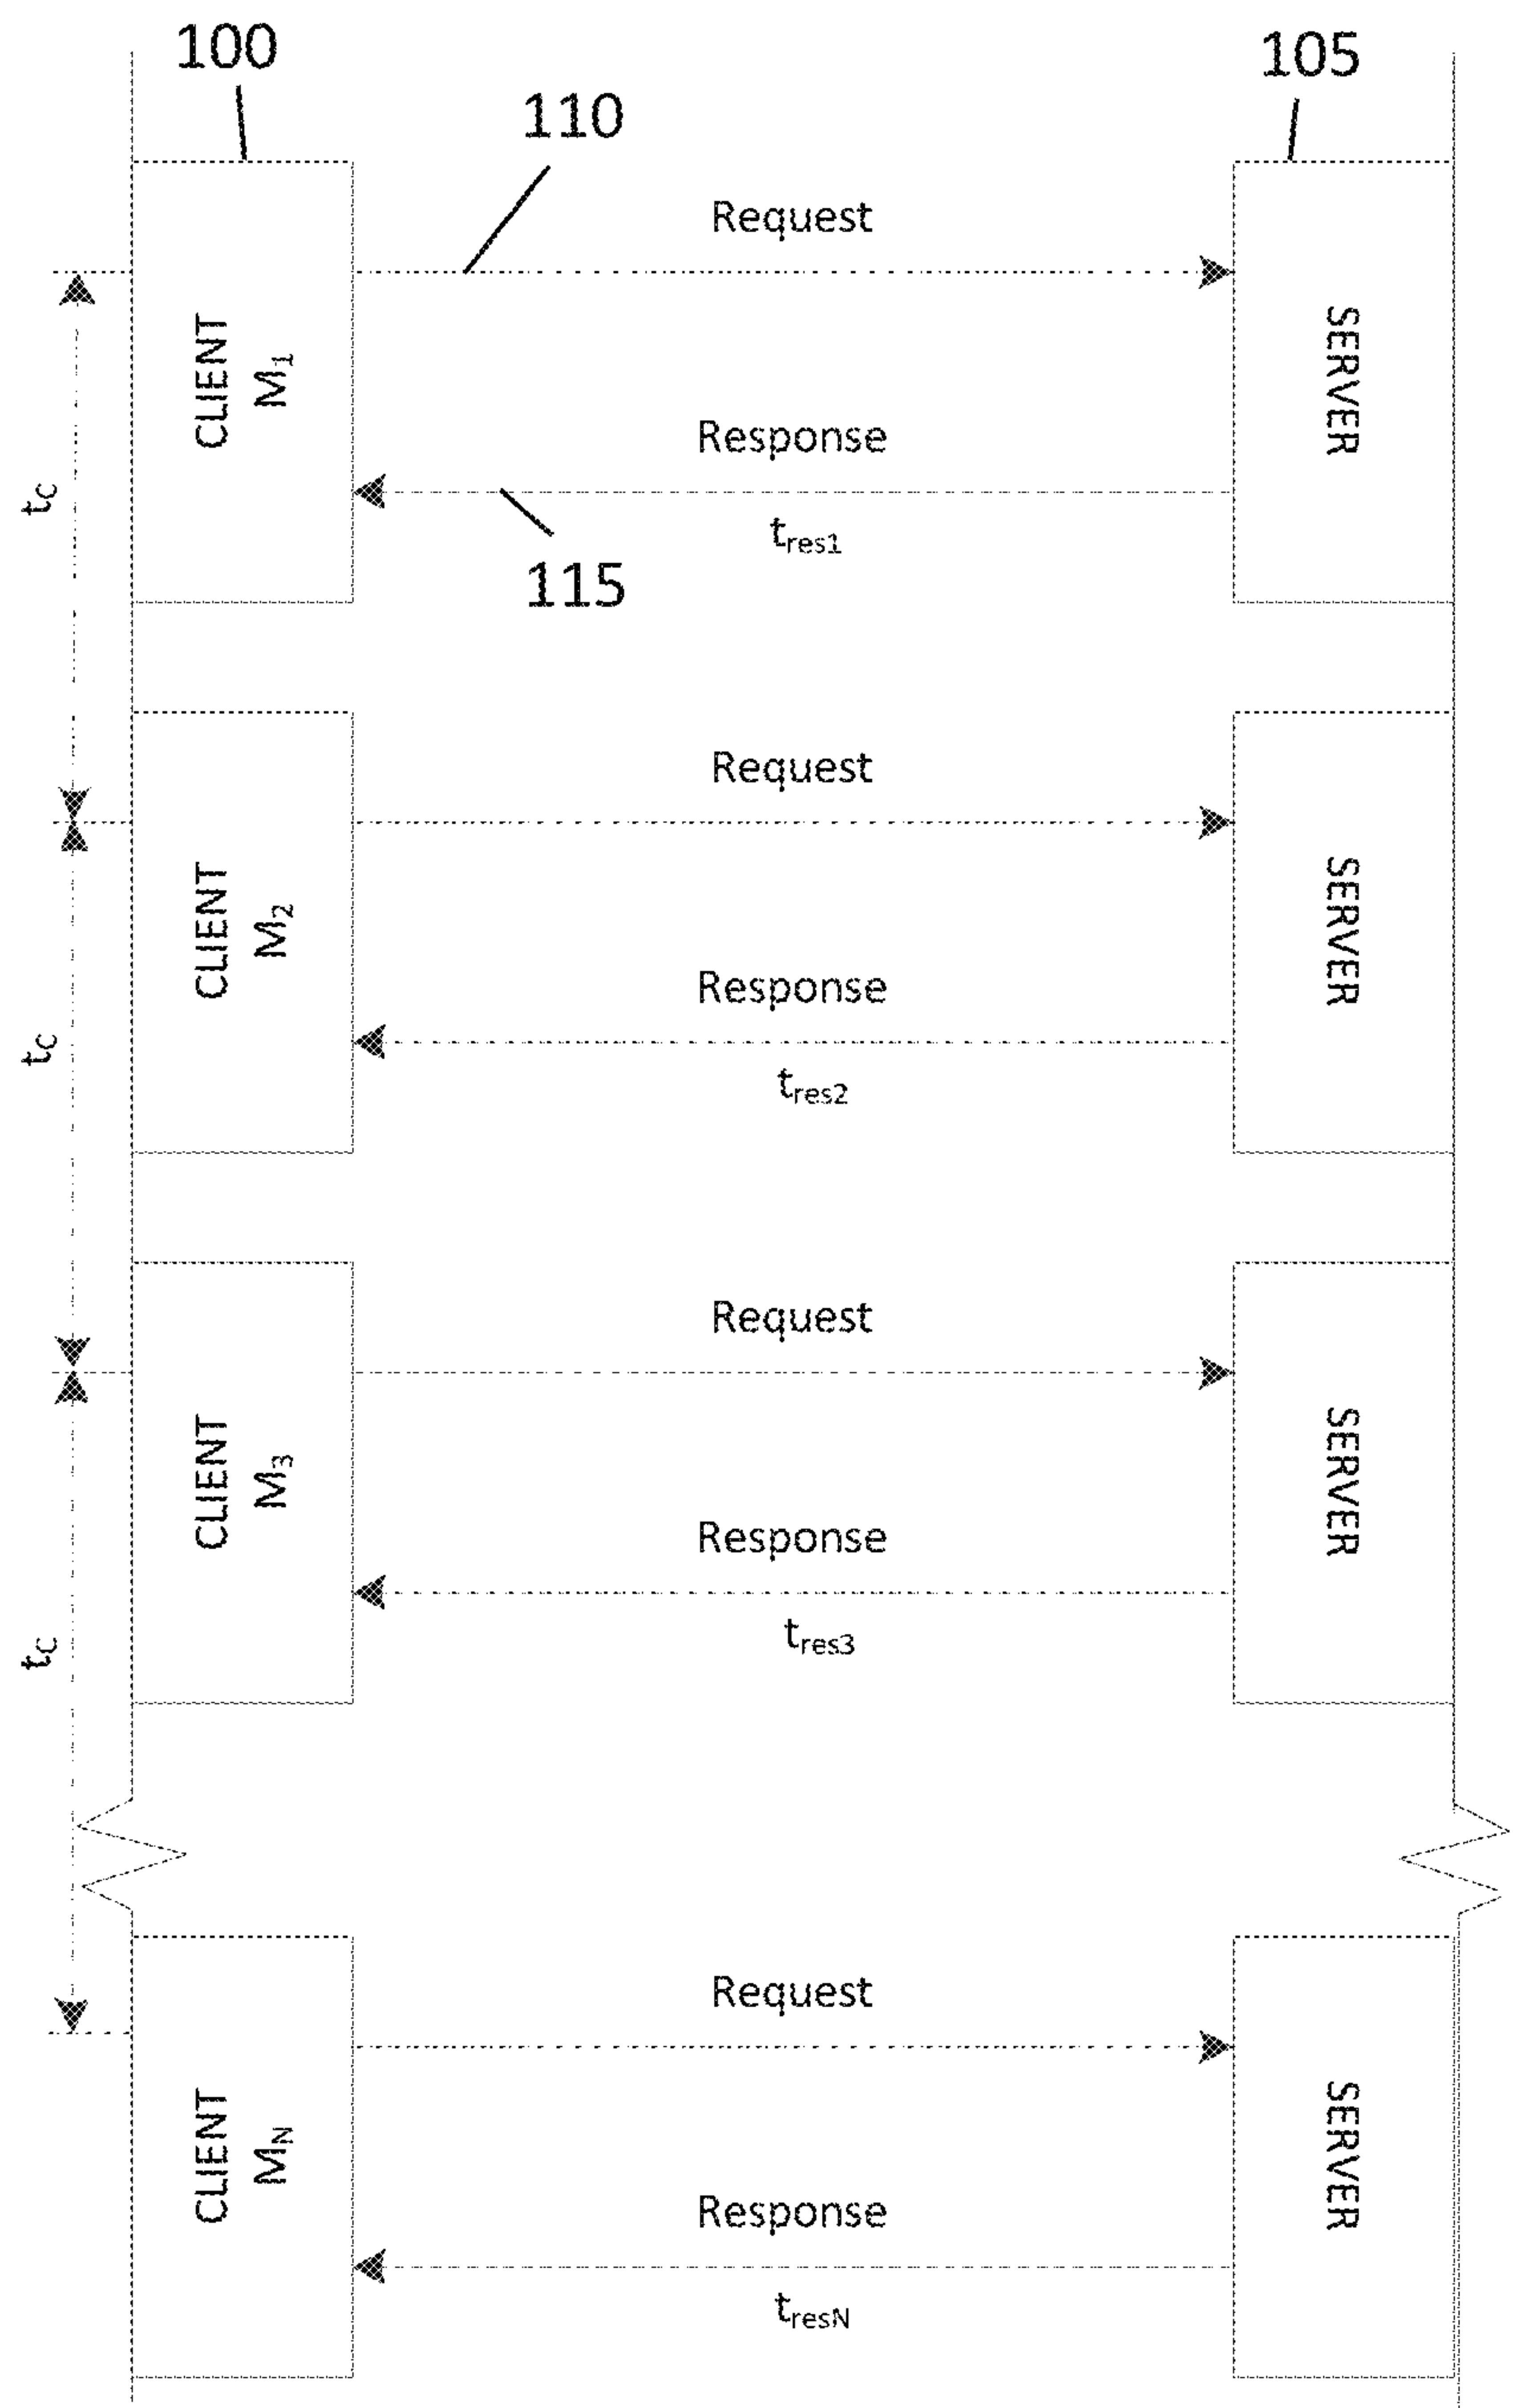 100
105
110
Request
CLIENT
M1
SERVER
Response
tC
tres1
115
Request
CLIENT
M2
SERVER
Response
tC
tres2
Request
CLIENT
M3
SERVER
Response
tC
tres3
Request
CLIENT
MN
SERVER
Response
tresN